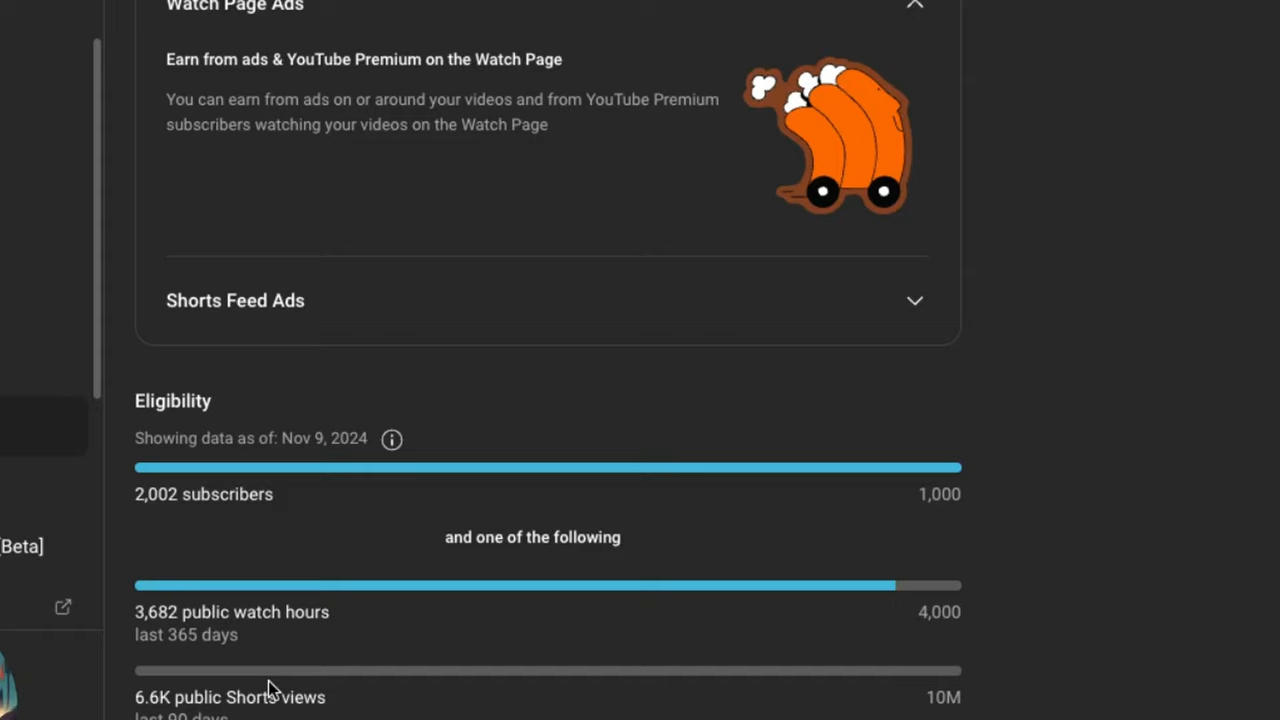 Watch Page Ads
Earn from ads & YouTube Premium on the Watch Page
You can earn from ads on or around your videos and from YouTube Premium
subscribers watching your videos on the Watch Page
Shorts Feed Ads
Eligibility
Showing data as of: Nov 9, 2024
2,002 subscribers 1,000
and one of the following
[Beta]
3,682 public watch hours 4,000
last 365 days
6.6K public Shorts views 10M
last 90 days